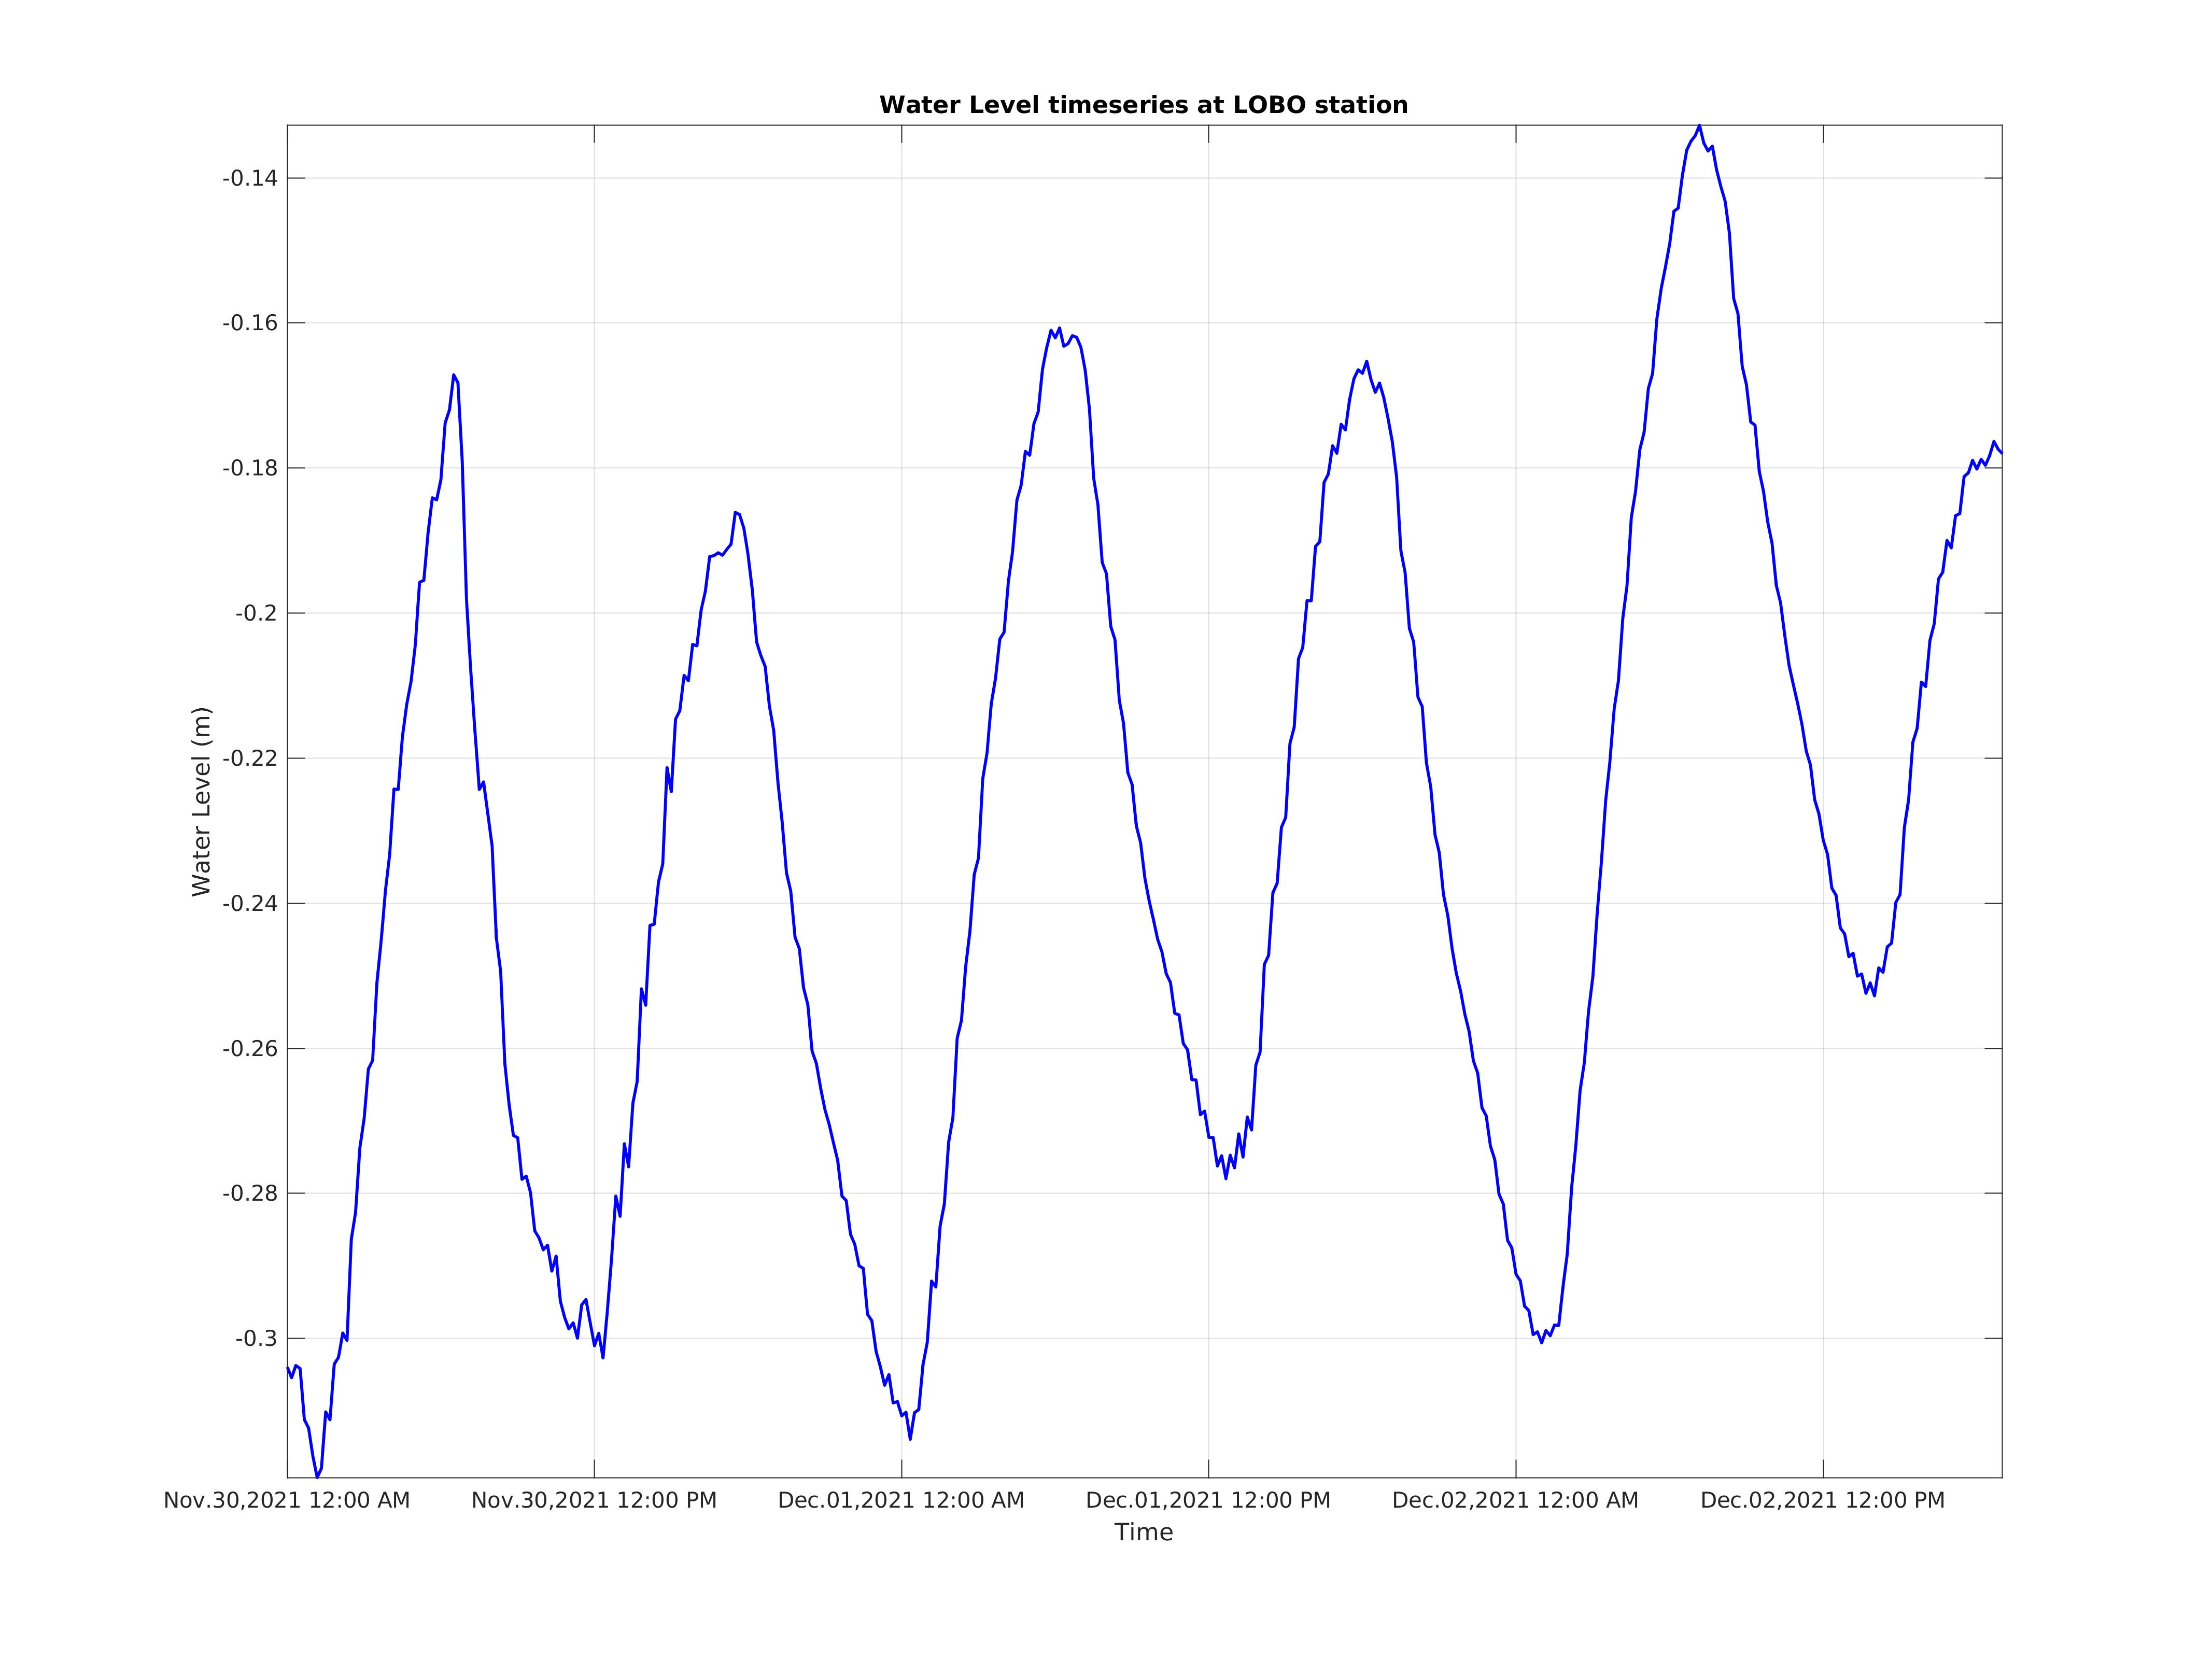 Water Level timeseries at LOBO station
-0.14
-0.16
-0.18
-0.2
-0.22
-0.24
-0.26
-0.28
-0.3
Water Level (m)
Nov.30,2021 12:00 AM
Nov.30,2021 12:00 PM
Dec.01,2021 12:00 AM
Dec.01,2021 12:00 PM
Dec.02,2021 12:00 AM
Dec.02,2021 12:00 PM
Time